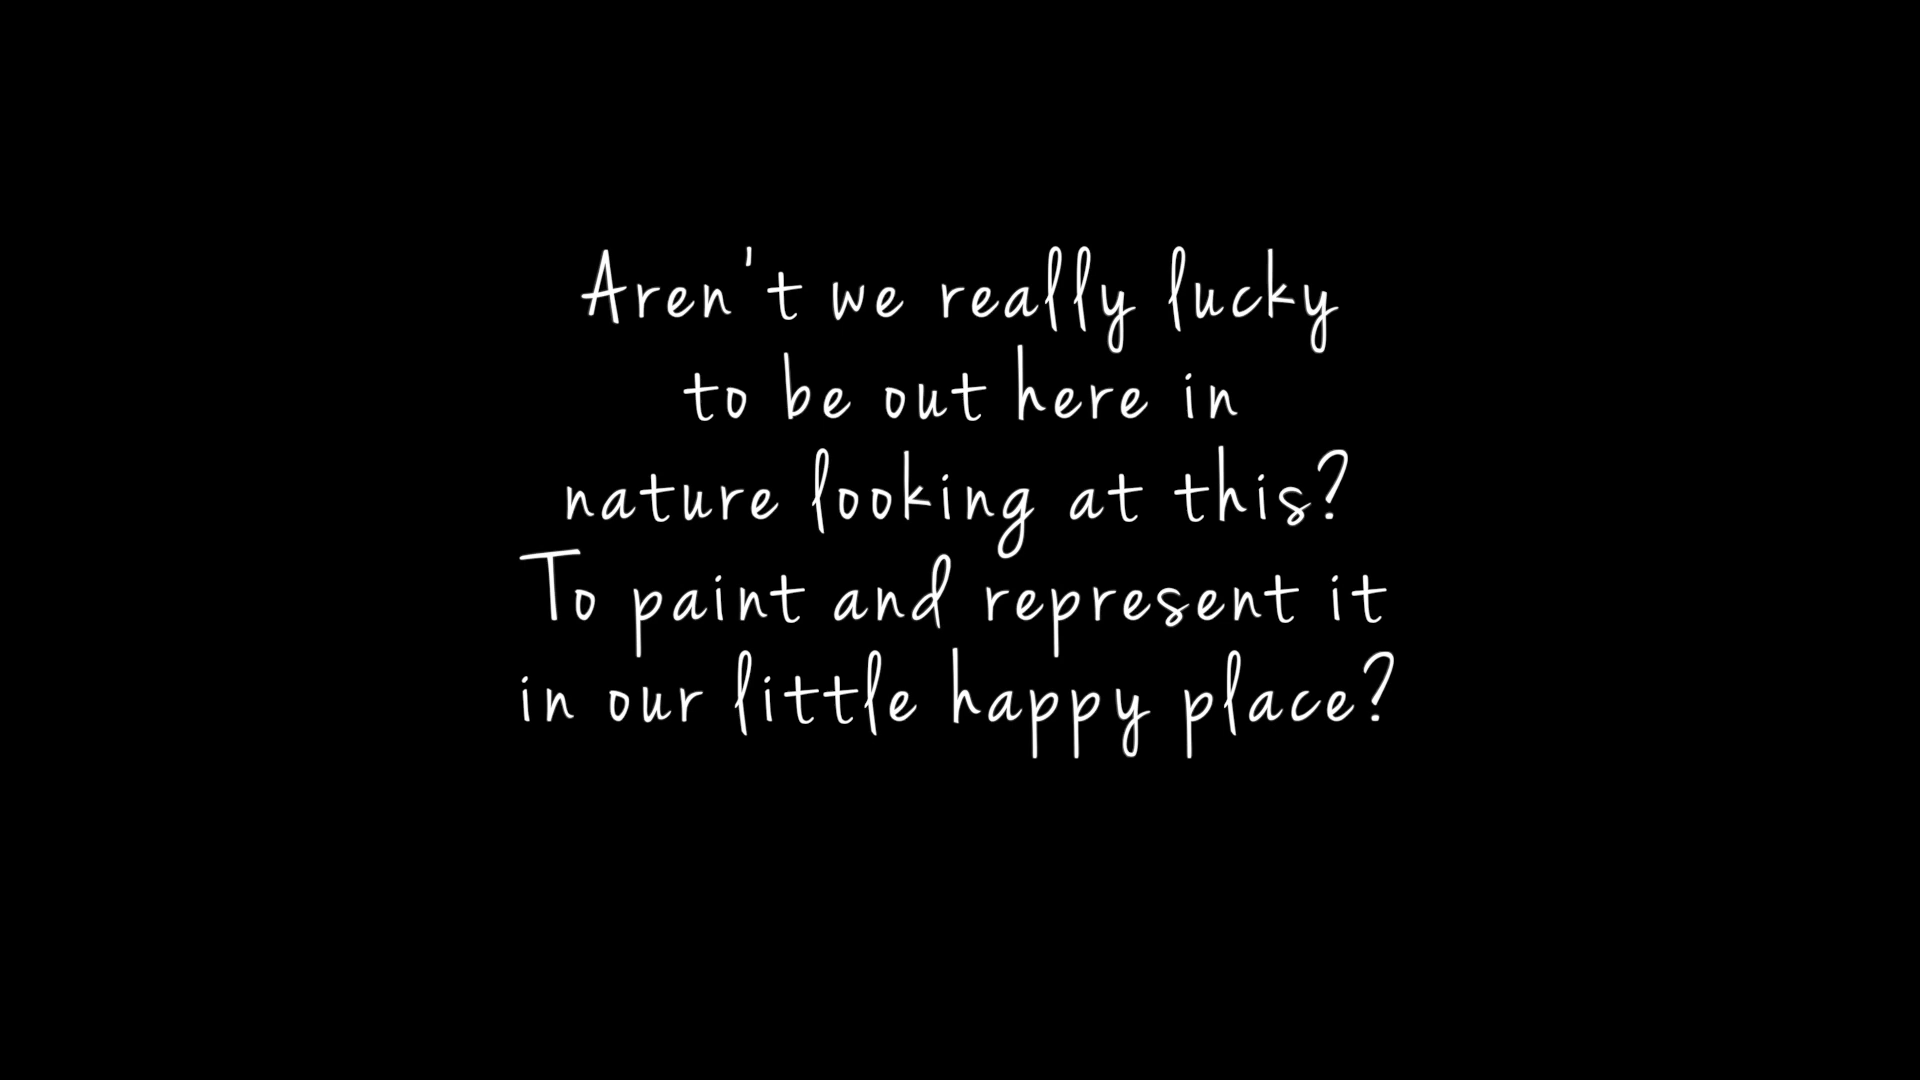 Aren't we really lucky
to be out here in
nature looking at this?
To paint and represent it
in our little happy place?